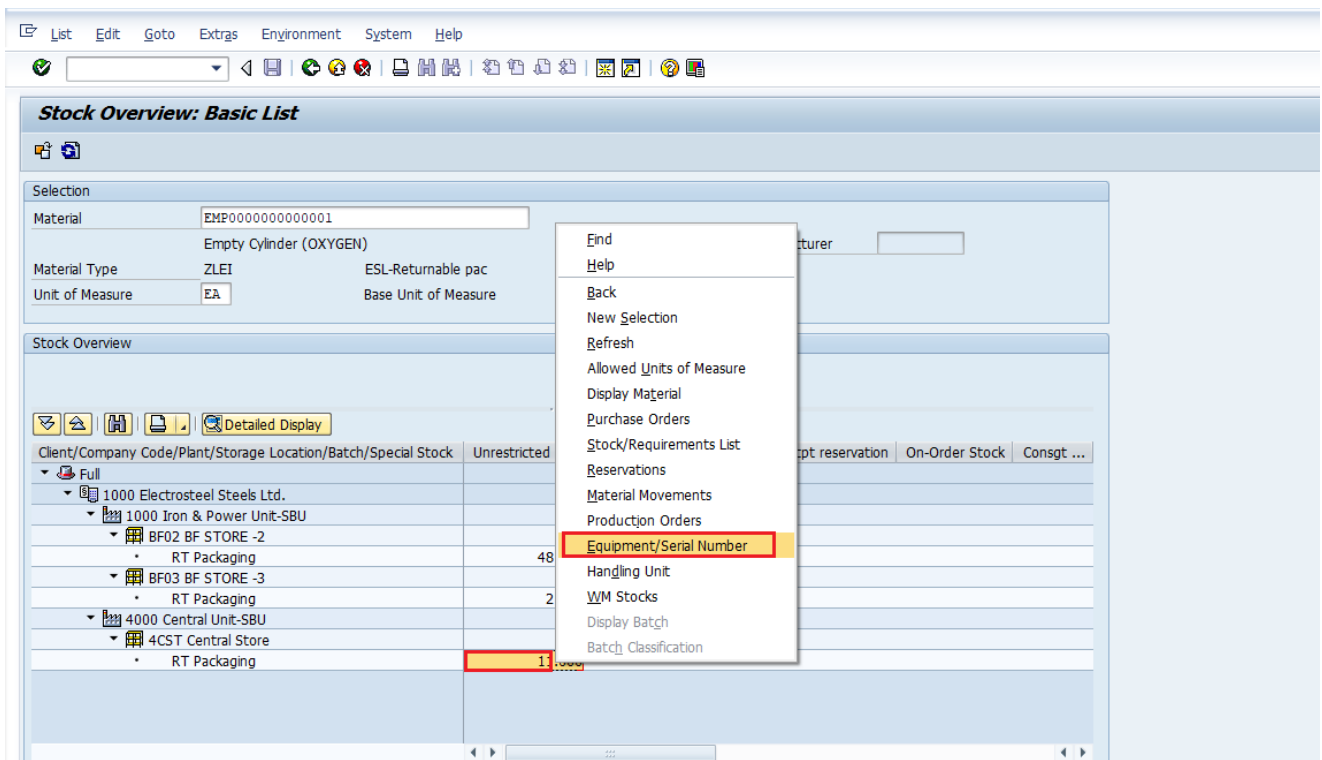 List Edit Goto Extras Environment System Help
Stock Overview: Basic List
Selection
Material EMP0000000000001
Empty Cylinder (OXYGEN) cturer
Material Type ZLEI ESL-Returnable pac
Unit of Measure EA Base Unit of Measure
Stock Overview
Detailed Display
Client/Company Code/Plant/Storage Location/Batch/Special Stock Unrestricted cpt reservation On-Order Stock Consgt ...
Full
1000 Electrosteel Steels Ltd.
1000 Iron & Power Unit-SBU
BF02 BF STORE -2
RT Packaging 48
BF03 BF STORE -3
RT Packaging 2
4000 Central Unit-SBU
4CST Central Store
RT Packaging 11.000
Find
Help
Back
New Selection
Refresh
Allowed Units of Measure
Display Material
Purchase Orders
Stock/Requirements List
Reservations
Material Movements
Production Orders
Equipment/Serial Number
Handling Unit
WM Stocks
Display Batch
Batch Classification